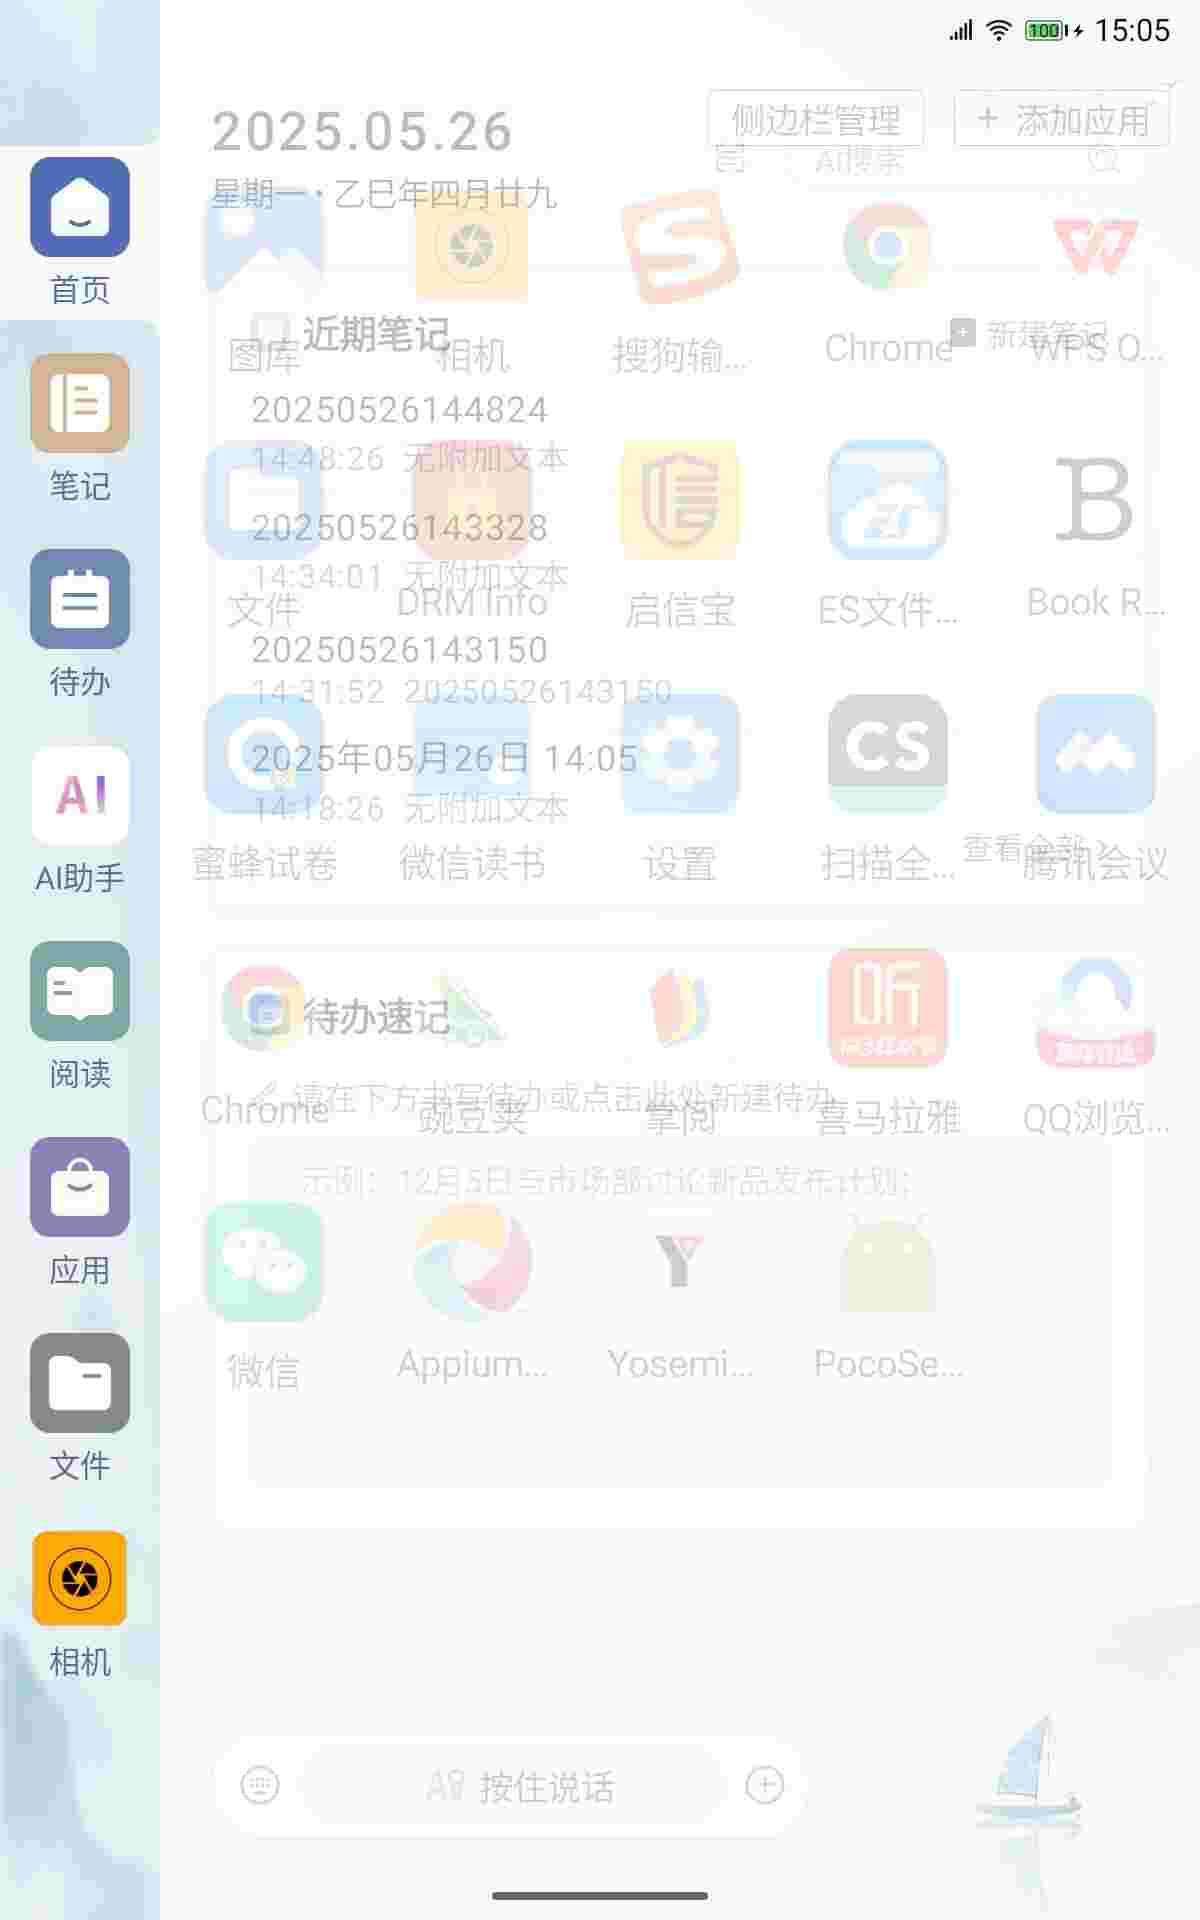 100 15:05
2025.05.26
侧边栏管理
+ 添加应用
AI搜索
星期一 · 乙巳年四月廿九
首页
近期笔记
新建笔记
图库
相机
搜狗输...
Chrome
WPS O...
20250526144824
14:48:26 无附加文本
笔记
20250526143328
14:34:01 无附加文本
文件
DRM Info
启信宝
ES文件...
Book R...
20250526143150
14:31:52 20250526143150
待办
CS
2025年05月26日 14:05
14:18:26 无附加文本
查看全部
蜜蜂试卷
微信读书
设置
扫描全...
腾讯会议
AI
AI助手
待办速记
阅读
请在下方书写待办或点击此处新建待办
Chrome
豌豆荚
掌阅
喜马拉雅
QQ浏览...
示例：12月5日与市场部讨论新品发布计划；
应用
微信
Appium...
Yosemi...
PocoSe...
文件
相机
按住说话